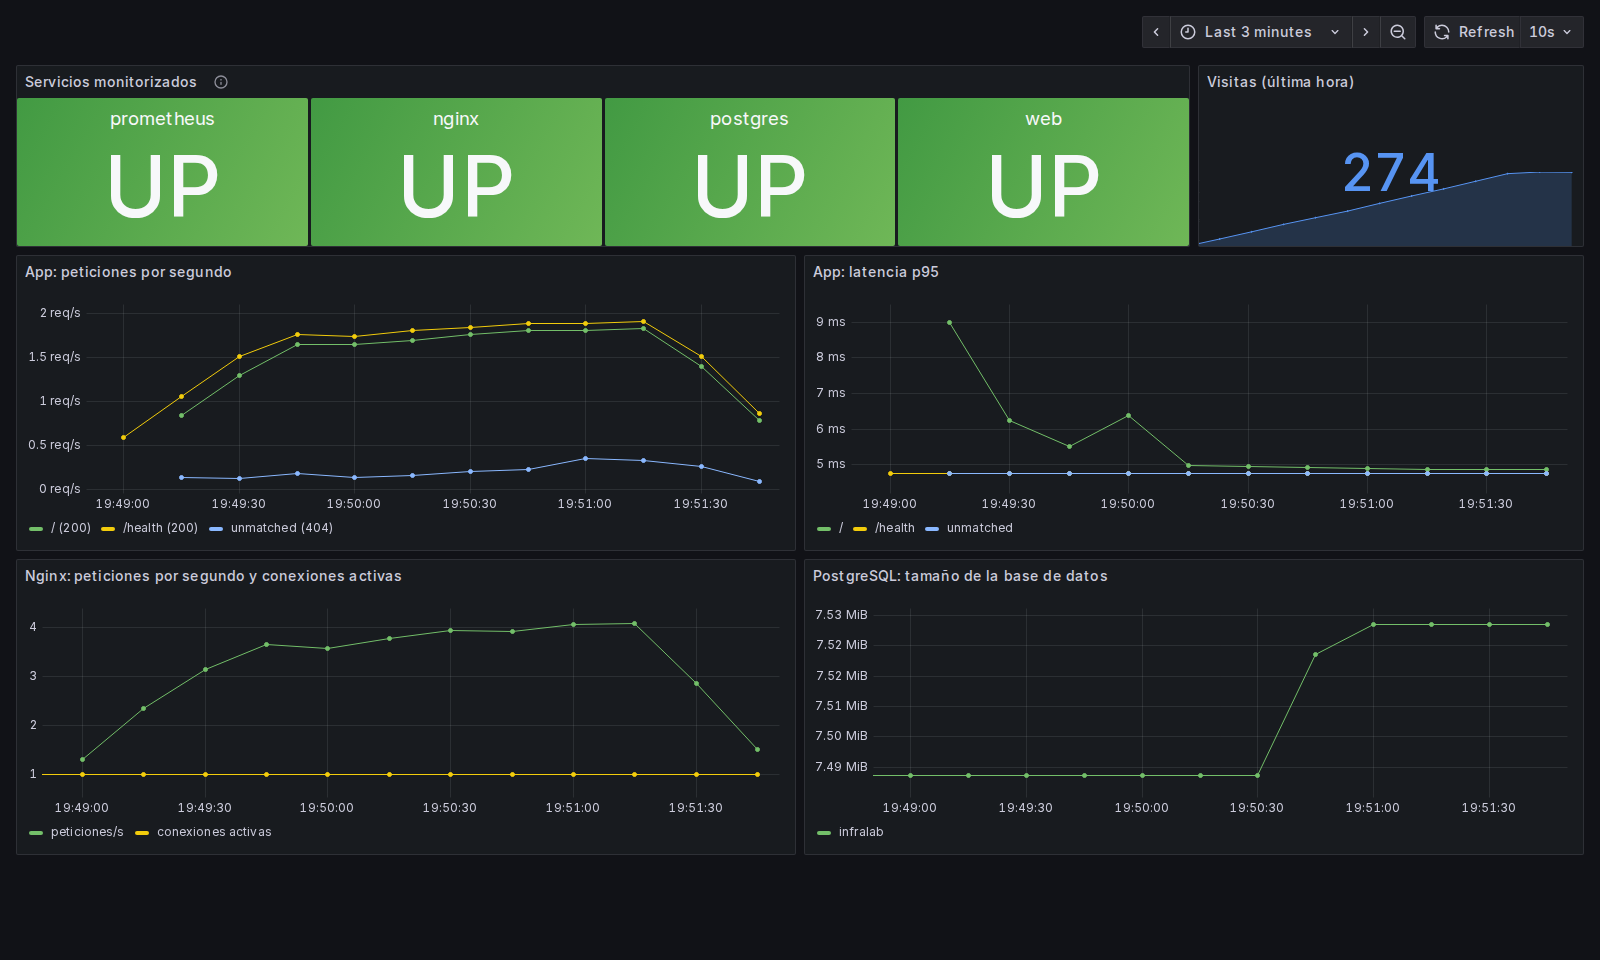 Last 3 minutes Refresh 10s
Servicios monitorizados
prometheus
UP
nginx
UP
postgres
UP
web
UP
Visitas (última hora)
274
App: peticiones por segundo
2 req/s
1.5 req/s
1 req/s
0.5 req/s
0 req/s
19:49:00 19:49:30 19:50:00 19:50:30 19:51:00 19:51:30
/ (200) /health (200) unmatched (404)
App: latencia p95
9 ms
8 ms
7 ms
6 ms
5 ms
19:49:00 19:49:30 19:50:00 19:50:30 19:51:00 19:51:30
/ /health unmatched
Nginx: peticiones por segundo y conexiones activas
4
3
2
1
19:49:00 19:49:30 19:50:00 19:50:30 19:51:00 19:51:30
peticiones/s conexiones activas
PostgreSQL: tamaño de la base de datos
7.53 MiB
7.52 MiB
7.52 MiB
7.51 MiB
7.50 MiB
7.49 MiB
19:49:00 19:49:30 19:50:00 19:50:30 19:51:00 19:51:30
infralab